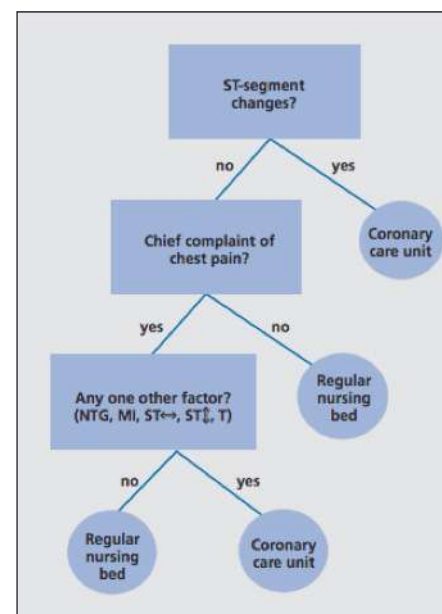 ST-segment
changes?
no
yes
Chief complaint of
chest pain?
Coronary
care unit
yes
no
Any one other factor?
(NTG, MI, ST↔, ST⇕, T)
Regular
nursing
bed
no
yes
Regular
nursing
bed
Coronary
care unit